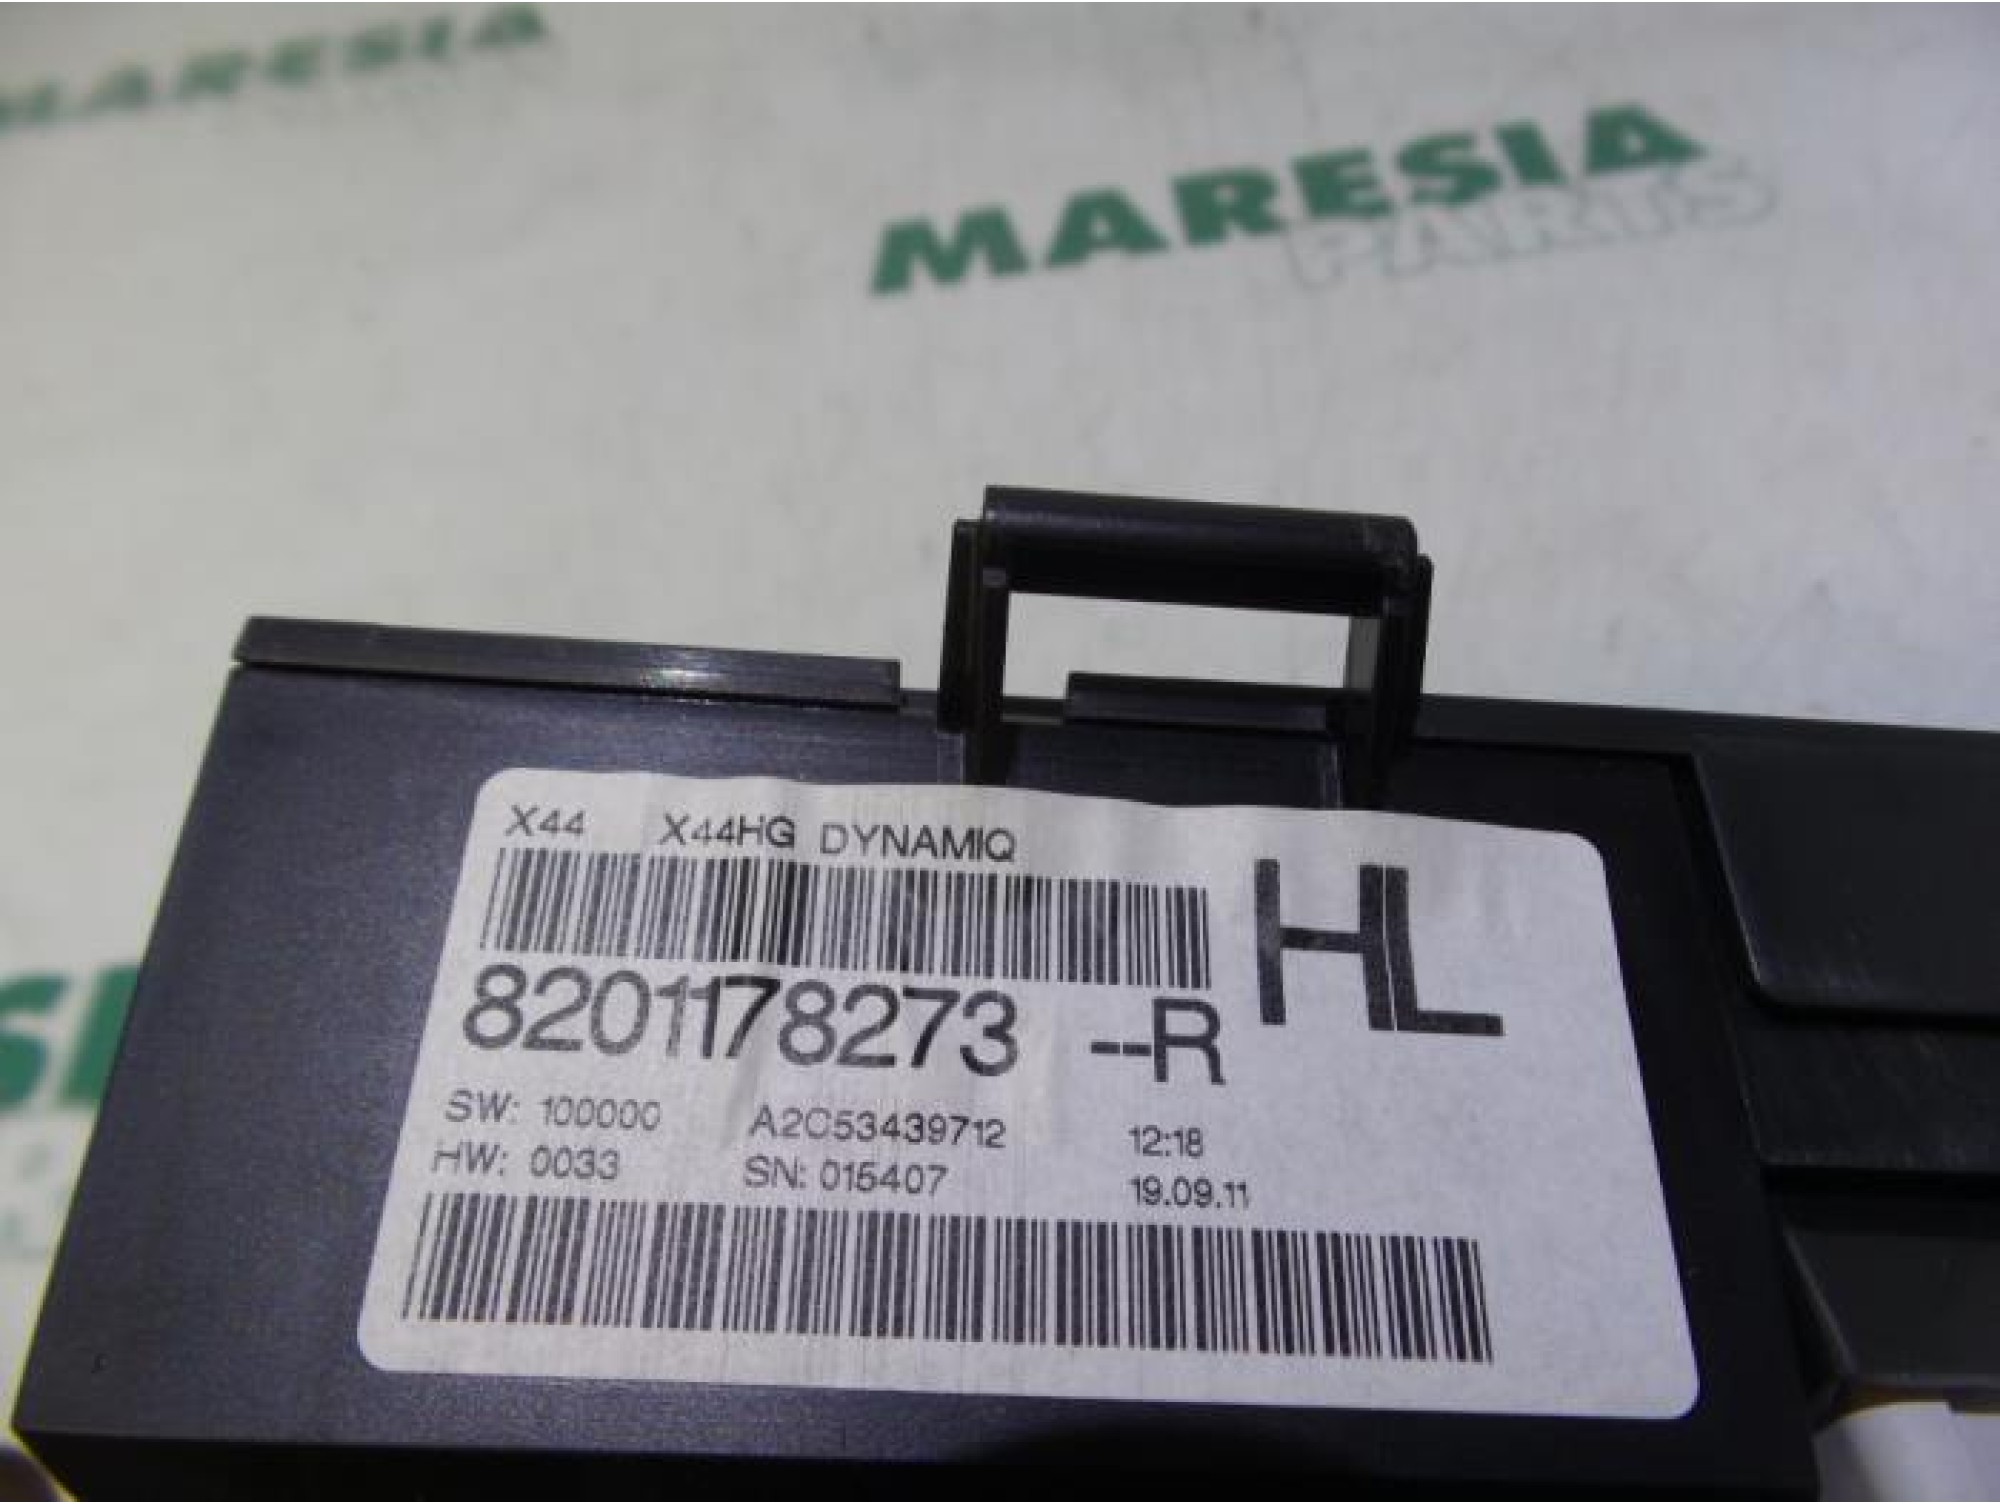 MARESIA
MARESIA
PARTS
X44 X44HG DYNAMIQ
HL
8201178273 --R
SW: 100000 A2C53439712 12:18
HW: 0033 SN: 015407 19.09.11